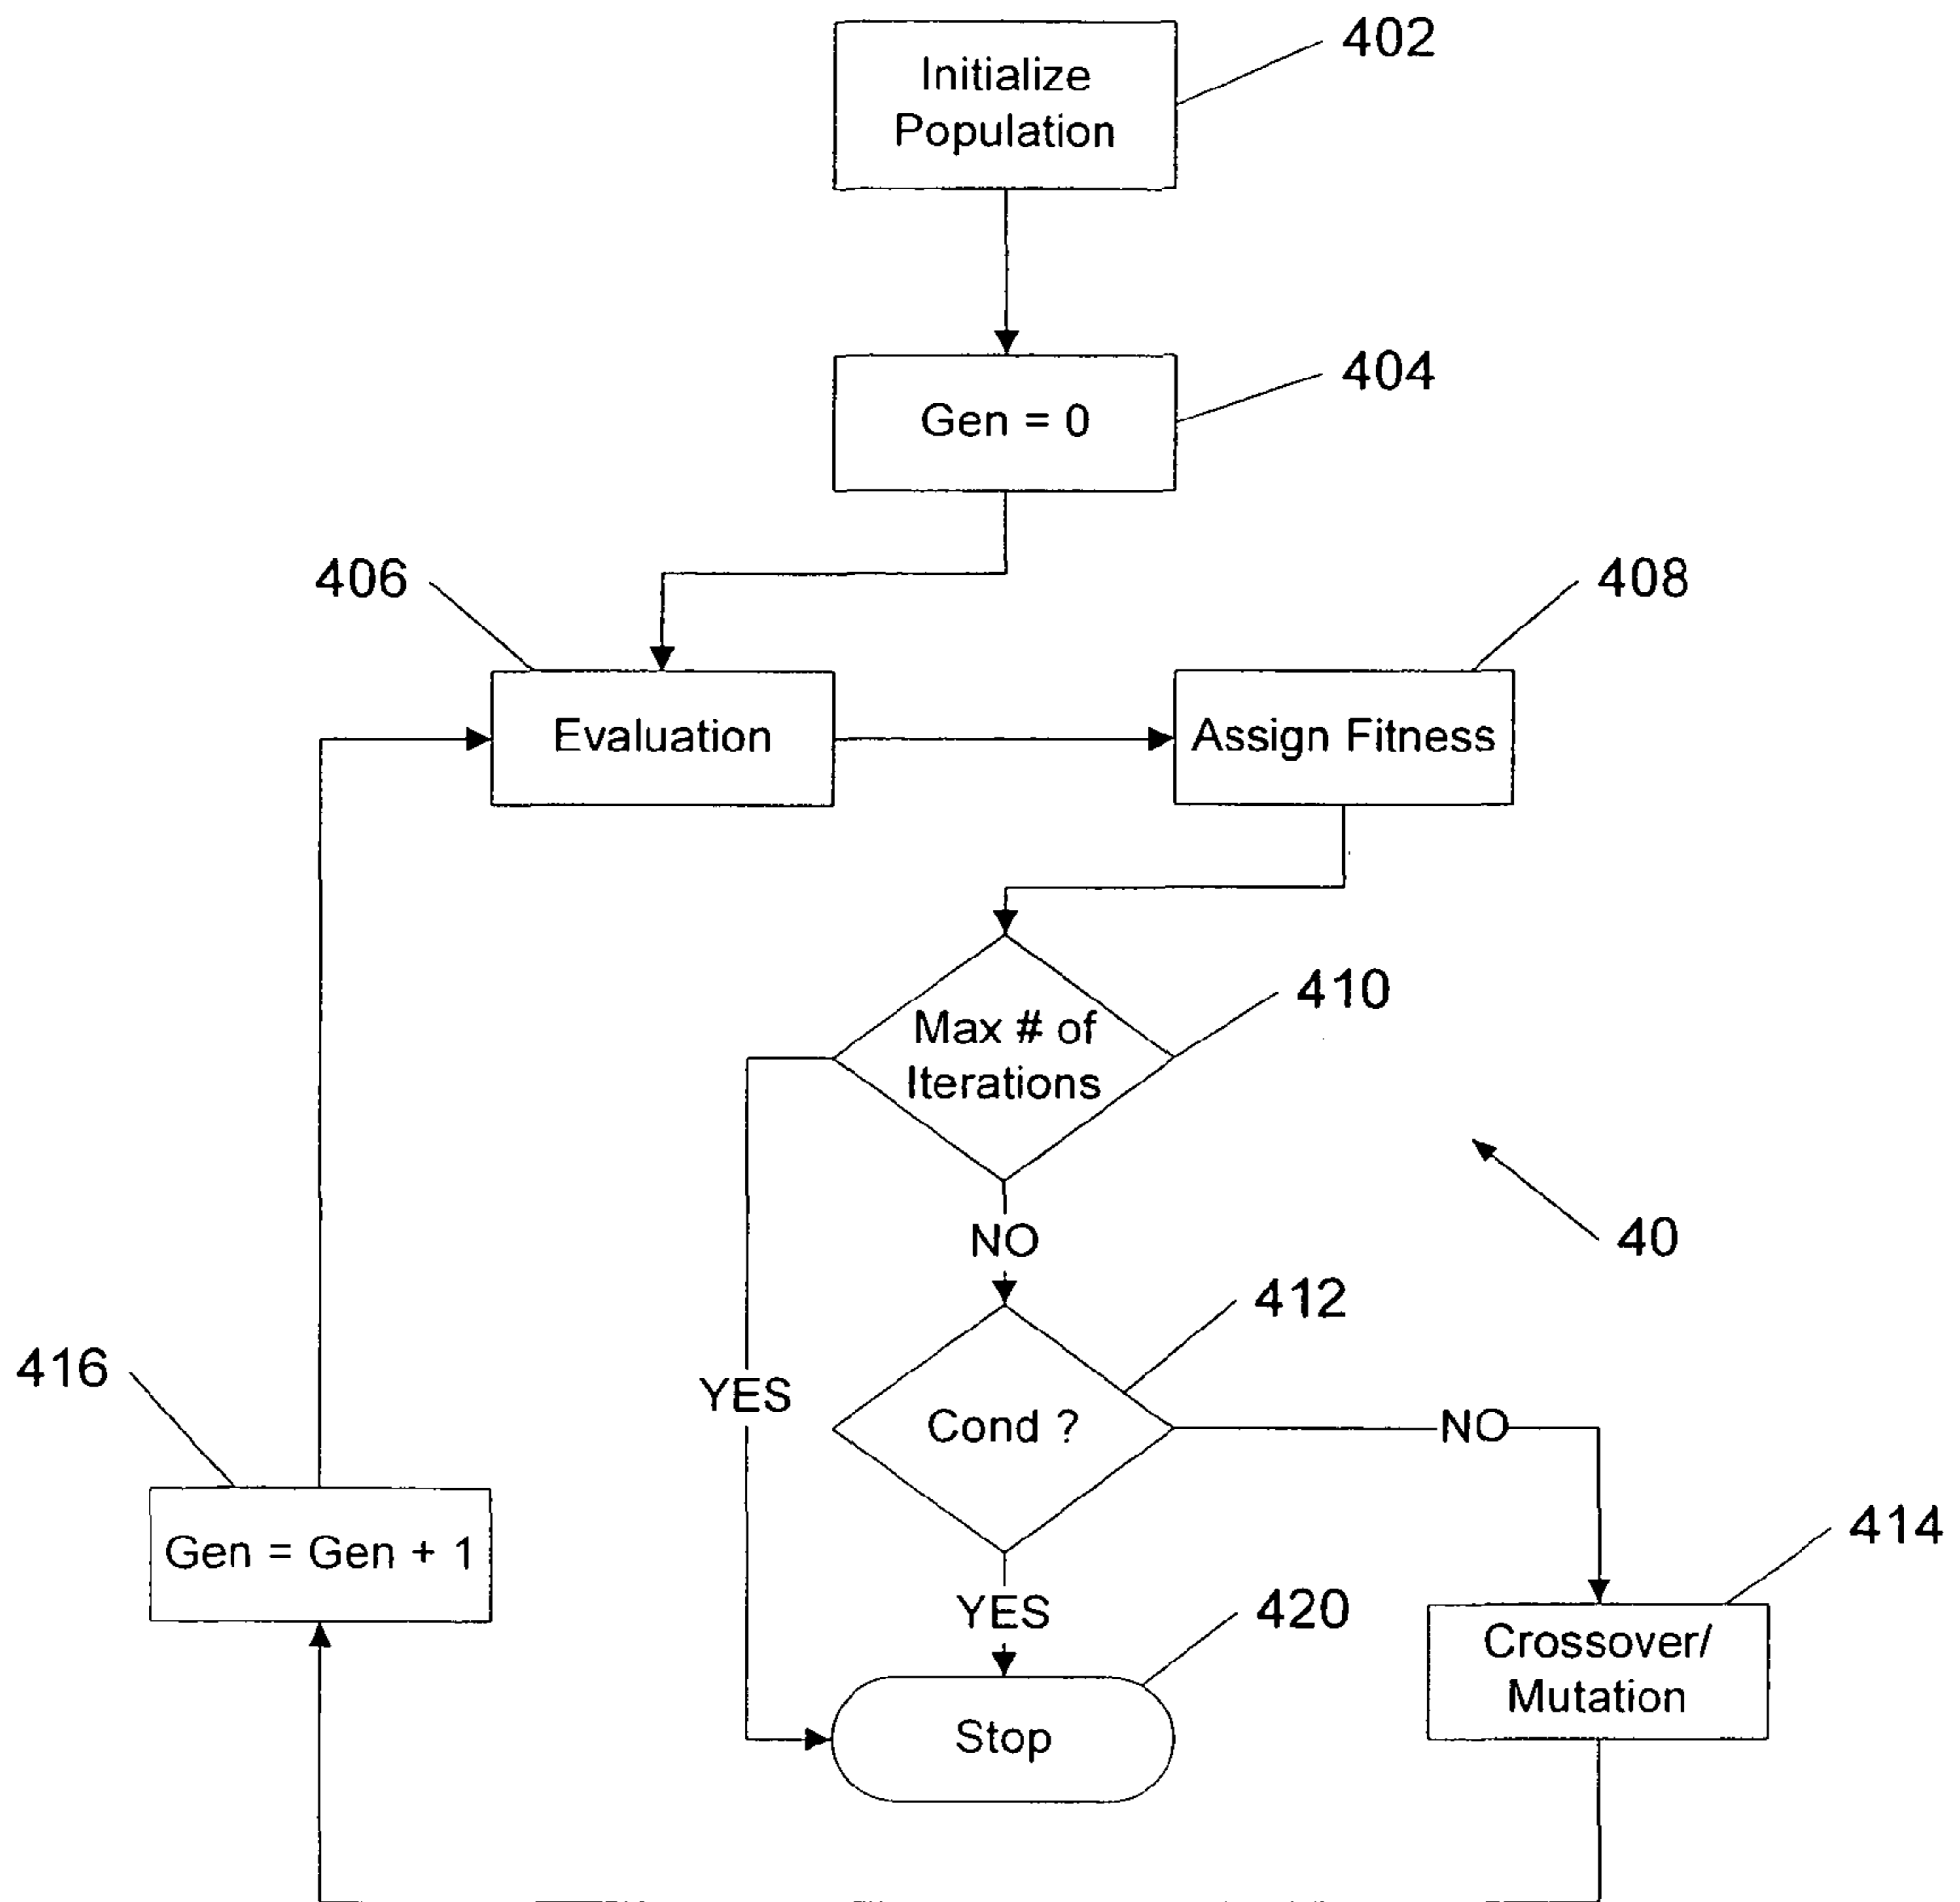 402
Initialize
Population
404
Gen = 0
406
408
Evaluation
Assign Fitness
410
Max # of
Iterations
NO
40
412
416
YES
Cond ?
NO
414
Gen = Gen + 1
YES
420
Crossover/
Mutation
Stop